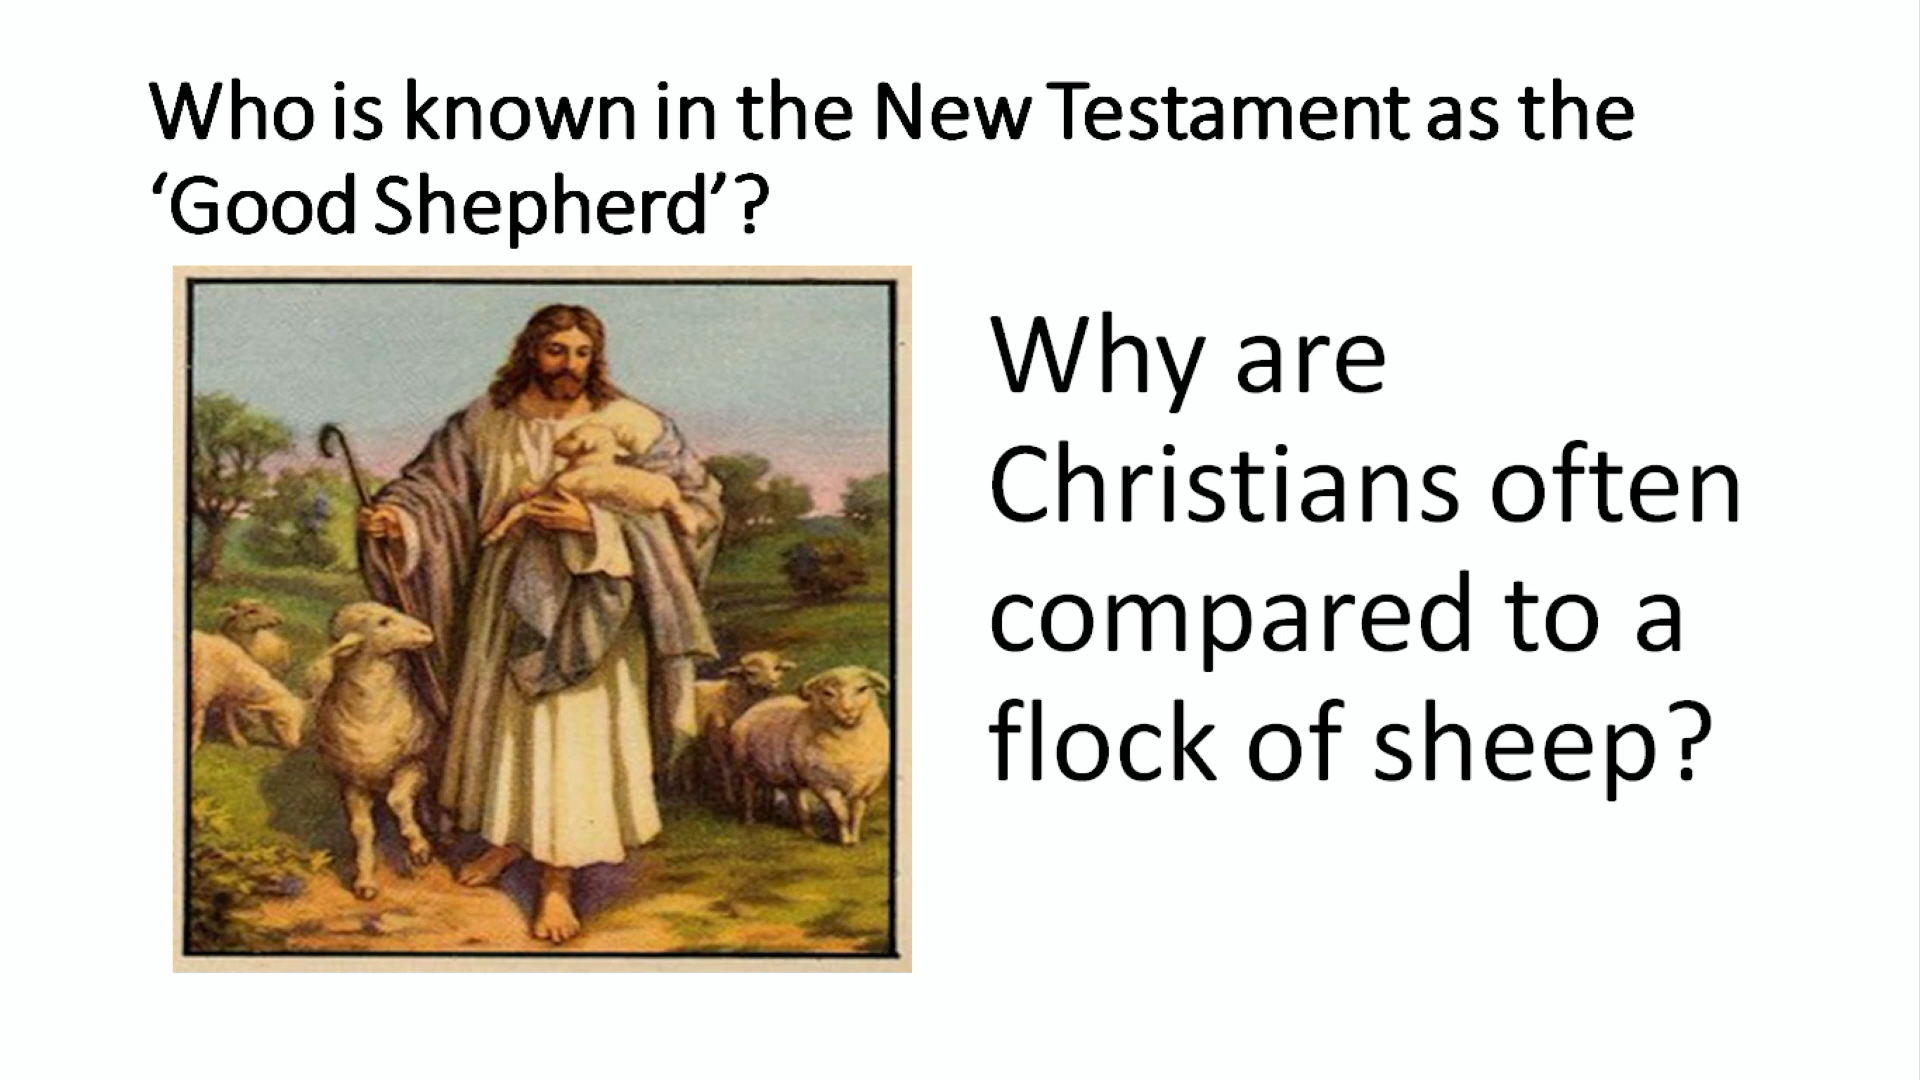 Who is known in the New Testament as the
‘Good Shepherd’?
Why are
Christians often
compared to a
flock of sheep?